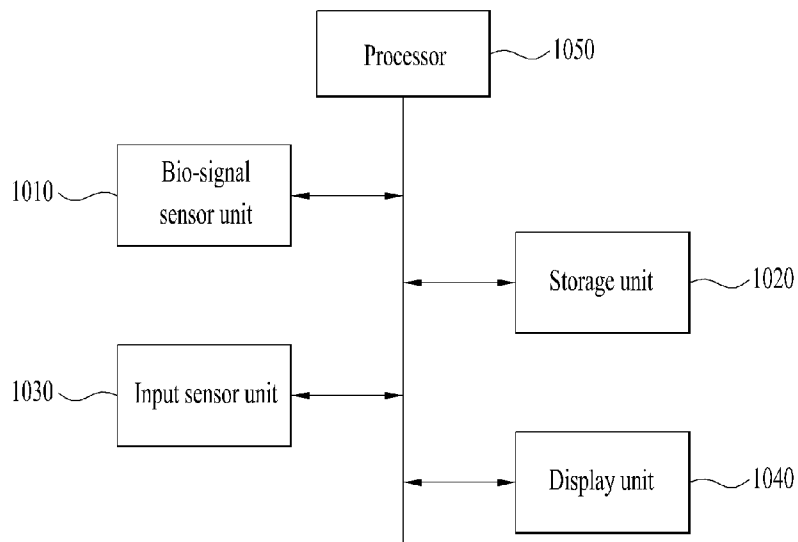 Processor
1050
Bio-signal
sensor unit
1010
Storage unit
1020
Input sensor unit
1030
Display unit
1040